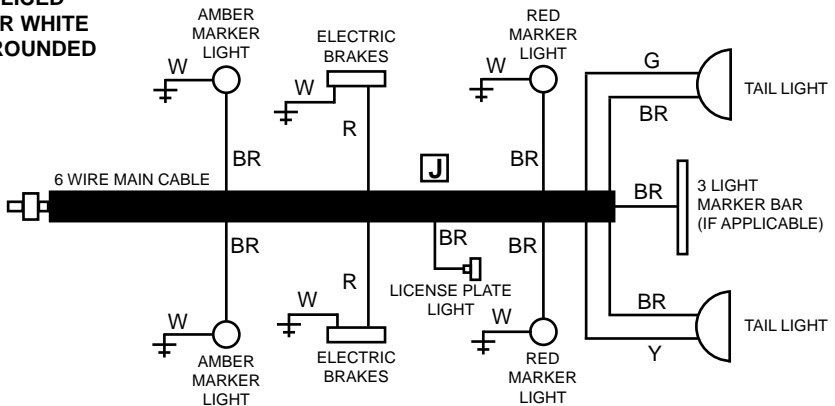 R WHITE
ROUNDED
AMBER
MARKER
LIGHT
ELECTRIC
BRAKES
RED
MARKER
LIGHT
W
W
W
G
TAIL LIGHT
BR
R
BR
J
BR
6 WIRE MAIN CABLE
BR
3 LIGHT
MARKER BAR
(IF APPLICABLE)
BR
BR
BR
R
LICENSE PLATE
LIGHT
W
W
W
BR
TAIL LIGHT
Y
AMBER
MARKER
LIGHT
ELECTRIC
BRAKES
RED
MARKER
LIGHT